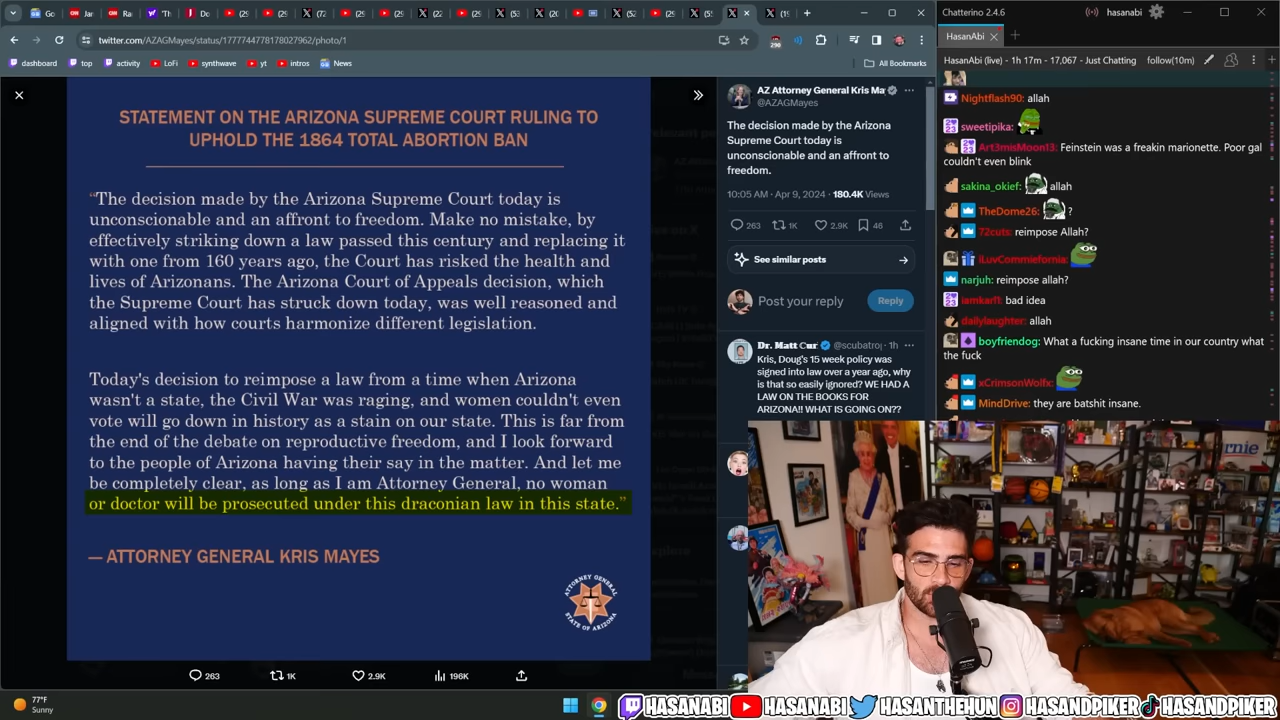 Chatterino 2.4.6
hasanabi
HasanAbi
twitter.com/AZAGMayes/status/1777744778178027962/photo/1
290
dashboard
top
activity
LoFi
synthwave
yt
intros
News
All Bookmarks
HasanAbi (live) - 1h 17m - 17,067 - Just Chatting
follow(10m)
STATEMENT ON THE ARIZONA SUPREME COURT RULING TO
UPHOLD THE 1864 TOTAL ABORTION BAN
“The decision made by the Arizona Supreme Court today is
unconscionable and an affront to freedom. Make no mistake, by
effectively striking down a law passed this century and replacing it
with one from 160 years ago, the Court has risked the health and
lives of Arizonans. The Arizona Court of Appeals decision, which
the Supreme Court has struck down today, was well reasoned and
aligned with how courts harmonize different legislation.
Today's decision to reimpose a law from a time when Arizona
wasn't a state, the Civil War was raging, and women couldn't even
vote will go down in history as a stain on our state. This is far from
the end of the debate on reproductive freedom, and I look forward
to the people of Arizona having their say in the matter. And let me
be completely clear, as long as I am Attorney General, no woman
or doctor will be prosecuted under this draconian law in this state.”
— ATTORNEY GENERAL KRIS MAYES
ATTORNEY GENERAL
STATE OF ARIZONA
263
1K
2.9K
196K
AZ Attorney General Kris Ma
@AZAGMayes
The decision made by the Arizona
Supreme Court today is
unconscionable and an affront to
freedom.
10:05 AM · Apr 9, 2024 · 180.4K Views
263
1K
2.9K
46
See similar posts
Post your reply
Reply
Dr. Matt Cur
@scubatro
· 1h
Kris, Doug's 15 week policy was
signed into law over a year ago, why
is that so easily ignored? WE HAD A
LAW ON THE BOOKS FOR
ARIZONA!! WHAT IS GOING ON??
Nightflash90: allah
sweetipika:
Art3misMoon13: Feinstein was a freakin marionette. Poor gal
couldn't even blink
sakina_okief: allah
TheDome26: ?
72cuts: reimpose Allah?
ILuvCommiefornia:
narjuh: reimpose allah?
iemkarf1: bad idea
dailylaughter: allah
boyfriendog: What a fucking insane time in our country what
the fuck
xCrimsonWolfx:
MindDrive: they are batshit insane.
77°F
Sunny
HASANABI
HASANABI
HASANTHEHUN
HASANDPIKER
HASANDPIKER